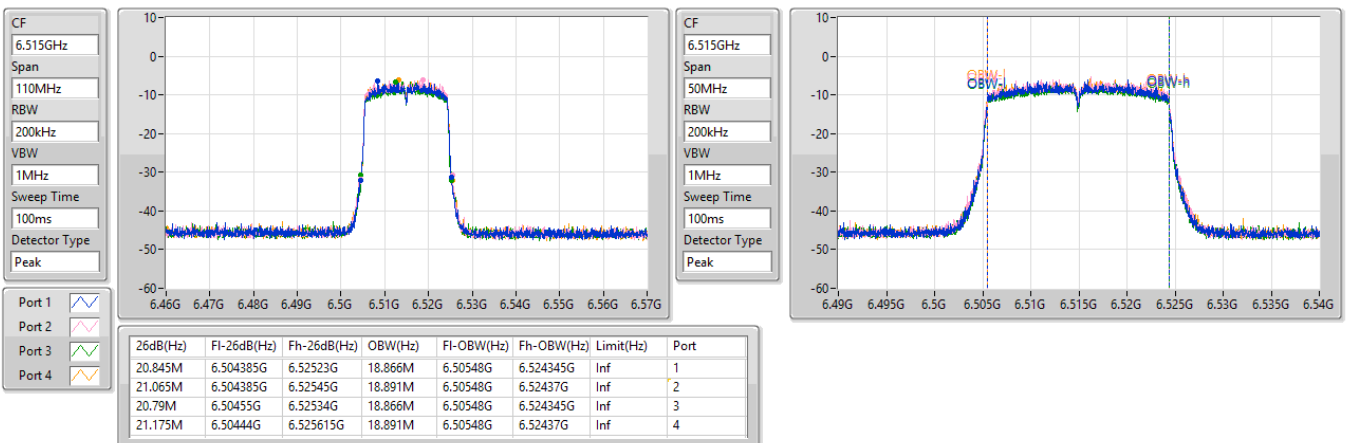 CF
6.515GHz
Span
110MHz
RBW
200kHz
VBW
1MHz
Sweep Time
100ms
Detector Type
Peak
10-
0-
-10-
-20-
-30-
-40-
-50-
-60-
6.46G 6.47G 6.48G 6.49G 6.5G 6.51G 6.52G 6.53G 6.54G 6.55G 6.56G 6.57G
CF
6.515GHz
Span
50MHz
RBW
200kHz
VBW
1MHz
Sweep Time
100ms
Detector Type
Peak
10-
0-
-10-
-20-
-30-
-40-
-50-
-60-
OBW-l
OBW-l
OBW-h
6.49G 6.495G 6.5G 6.505G 6.51G 6.515G 6.52G 6.525G 6.53G 6.535G 6.54G
Port 1
Port 2
Port 3
Port 4
26dB(Hz) Fl-26dB(Hz) Fh-26dB(Hz) OBW(Hz) Fl-OBW(Hz) Fh-OBW(Hz) Limit(Hz) Port
20.845M 6.504385G 6.52523G 18.866M 6.50548G 6.524345G Inf 1
21.065M 6.504385G 6.52545G 18.891M 6.50548G 6.52437G Inf 2
20.79M 6.50455G 6.52534G 18.866M 6.50548G 6.524345G Inf 3
21.175M 6.50444G 6.525615G 18.891M 6.50548G 6.52437G Inf 4